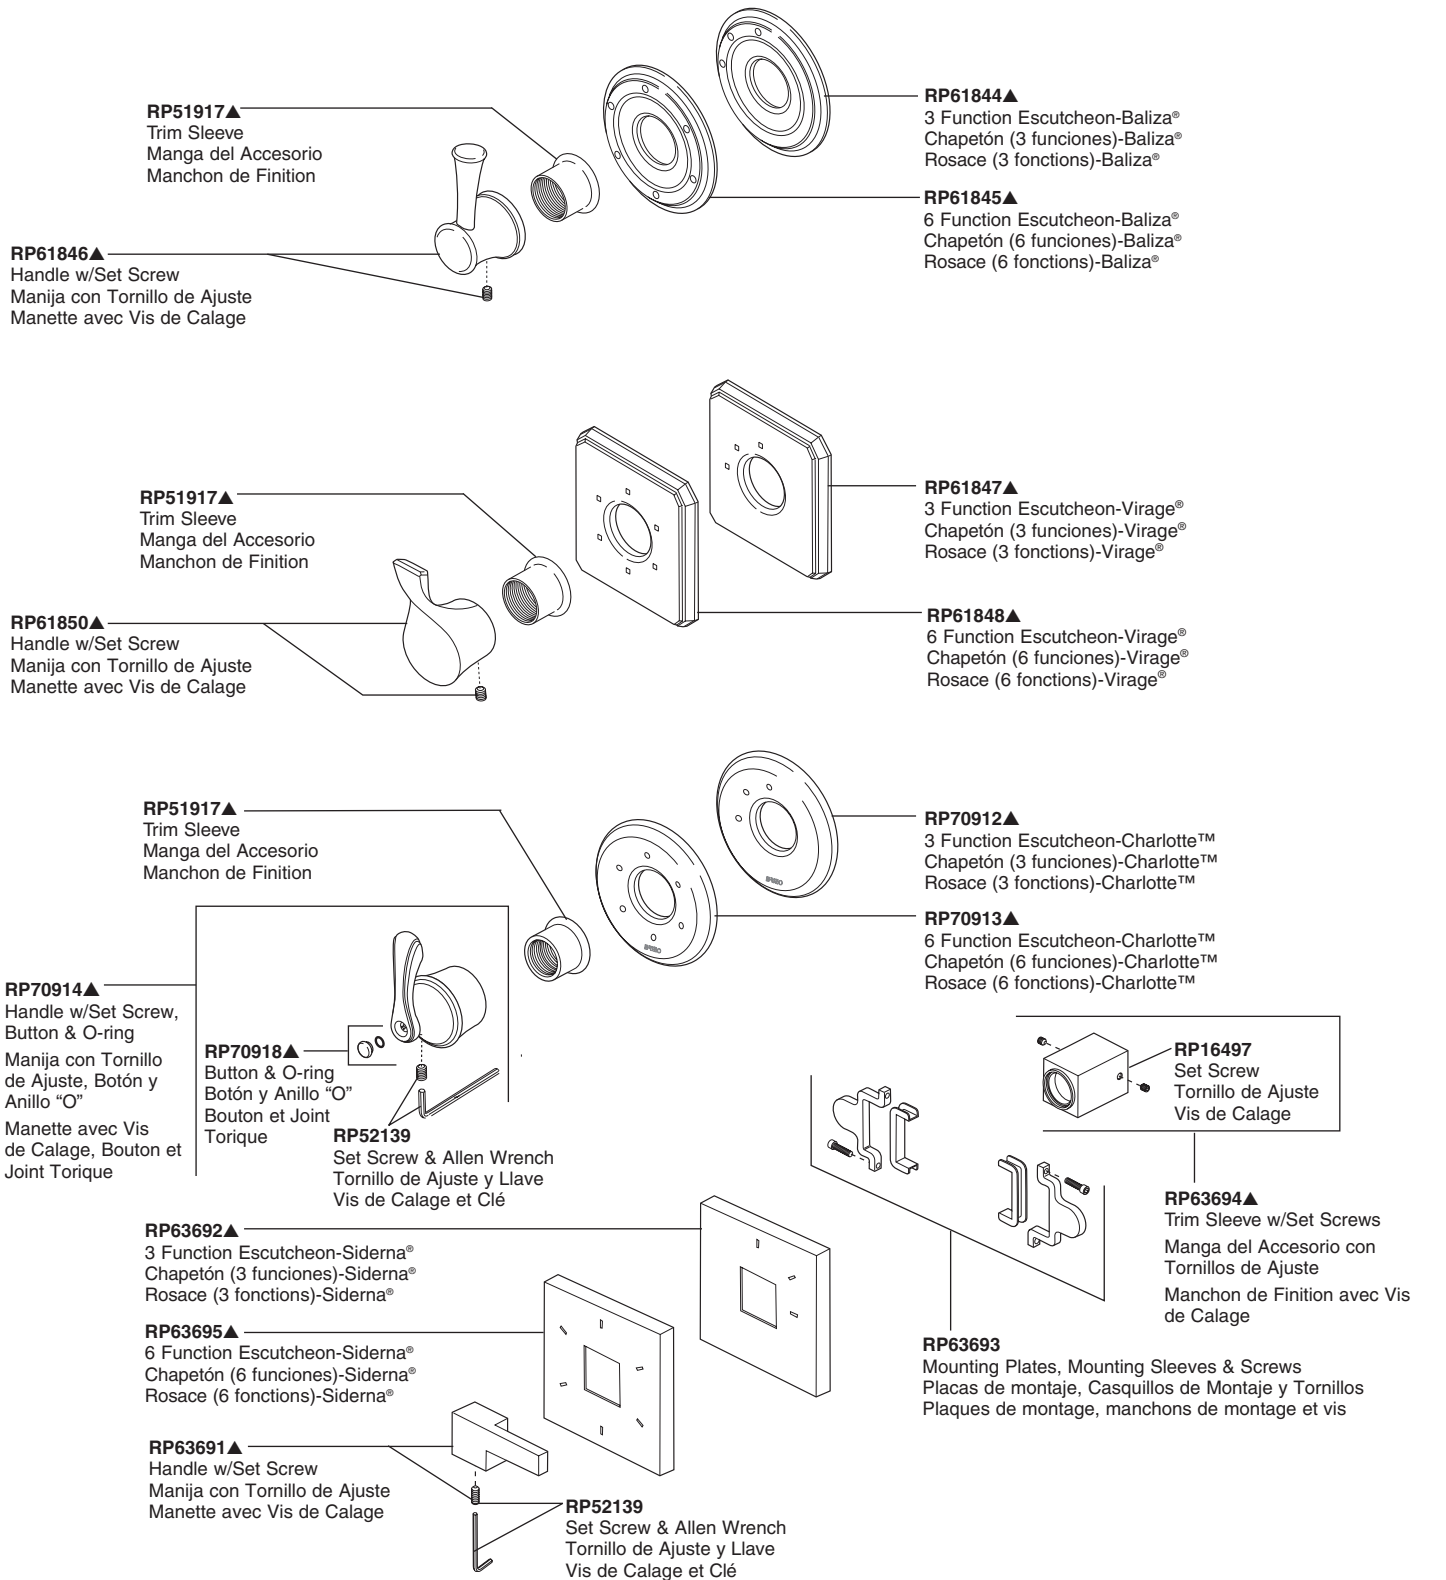 RP51917▲
Trim Sleeve
Manga del Accesorio
Manchon de Finition
RP61844▲
3 Function Escutcheon-Baliza®
Chapetón (3 funciones)-Baliza®
Rosace (3 fonctions)-Baliza®
RP61845▲
6 Function Escutcheon-Baliza®
Chapetón (6 funciones)-Baliza®
Rosace (6 fonctions)-Baliza®
RP61846▲
Handle w/Set Screw
Manija con Tornillo de Ajuste
Manette avec Vis de Calage
RP51917▲
Trim Sleeve
Manga del Accesorio
Manchon de Finition
RP61847▲
3 Function Escutcheon-Virage®
Chapetón (3 funciones)-Virage®
Rosace (3 fonctions)-Virage®
RP61850▲
Handle w/Set Screw
Manija con Tornillo de Ajuste
Manette avec Vis de Calage
RP61848▲
6 Function Escutcheon-Virage®
Chapetón (6 funciones)-Virage®
Rosace (6 fonctions)-Virage®
RP51917▲
Trim Sleeve
Manga del Accesorio
Manchon de Finition
RP70912▲
3 Function Escutcheon-Charlotte™
Chapetón (3 funciones)-Charlotte™
Rosace (3 fonctions)-Charlotte™
RP70913▲
6 Function Escutcheon-Charlotte™
Chapetón (6 funciones)-Charlotte™
Rosace (6 fonctions)-Charlotte™
RP70914▲
Handle w/Set Screw,
Button & O-ring
Manija con Tornillo
de Ajuste, Botón y
Anillo “O”
Manette avec Vis
de Calage, Bouton et
Joint Torique
RP70918▲
Button & O-ring
Botón y Anillo “O”
Bouton et Joint
Torique
RP52139
Set Screw & Allen Wrench
Tornillo de Ajuste y Llave
Vis de Calage et Clé
RP16497
Set Screw
Tornillo de Ajuste
Vis de Calage
RP63694▲
Trim Sleeve w/Set Screws
Manga del Accesorio con
Tornillos de Ajuste
Manchon de Finition avec Vis
de Calage
RP63692▲
3 Function Escutcheon-Siderna®
Chapetón (3 funciones)-Siderna®
Rosace (3 fonctions)-Siderna®
RP63695▲
6 Function Escutcheon-Siderna®
Chapetón (6 funciones)-Siderna®
Rosace (6 fonctions)-Siderna®
RP63693
Mounting Plates, Mounting Sleeves & Screws
Placas de montaje, Casquillos de Montaje y Tornillos
Plaques de montage, manchons de montage et vis
RP63691▲
Handle w/Set Screw
Manija con Tornillo de Ajuste
Manette avec Vis de Calage
RP52139
Set Screw & Allen Wrench
Tornillo de Ajuste y Llave
Vis de Calage et Clé